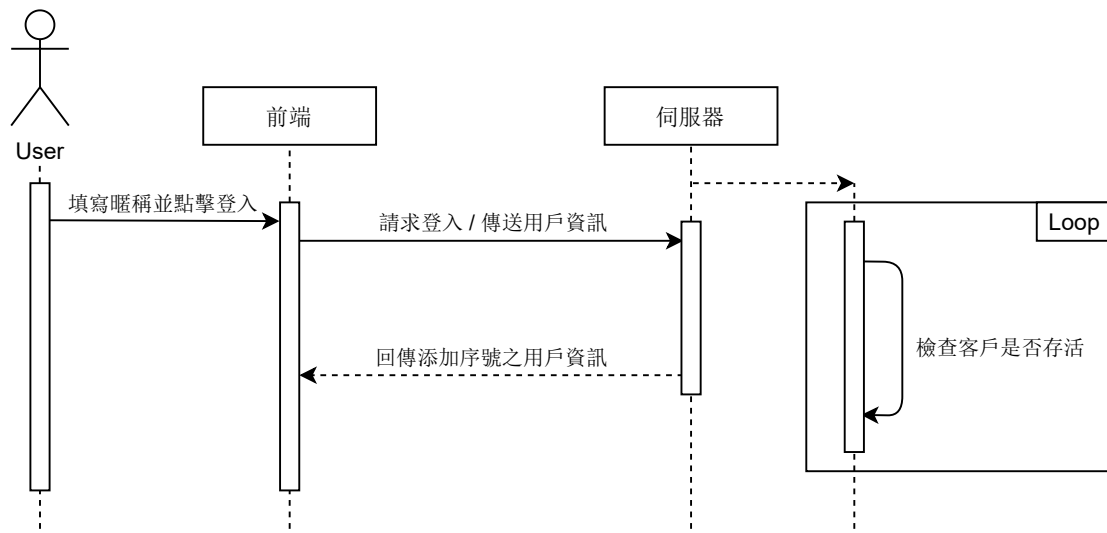 User
前端
伺服器
填寫暱稱並點擊登入
請求登入 / 傳送用戶資訊
Loop
檢查客戶是否存活
回傳添加序號之用戶資訊